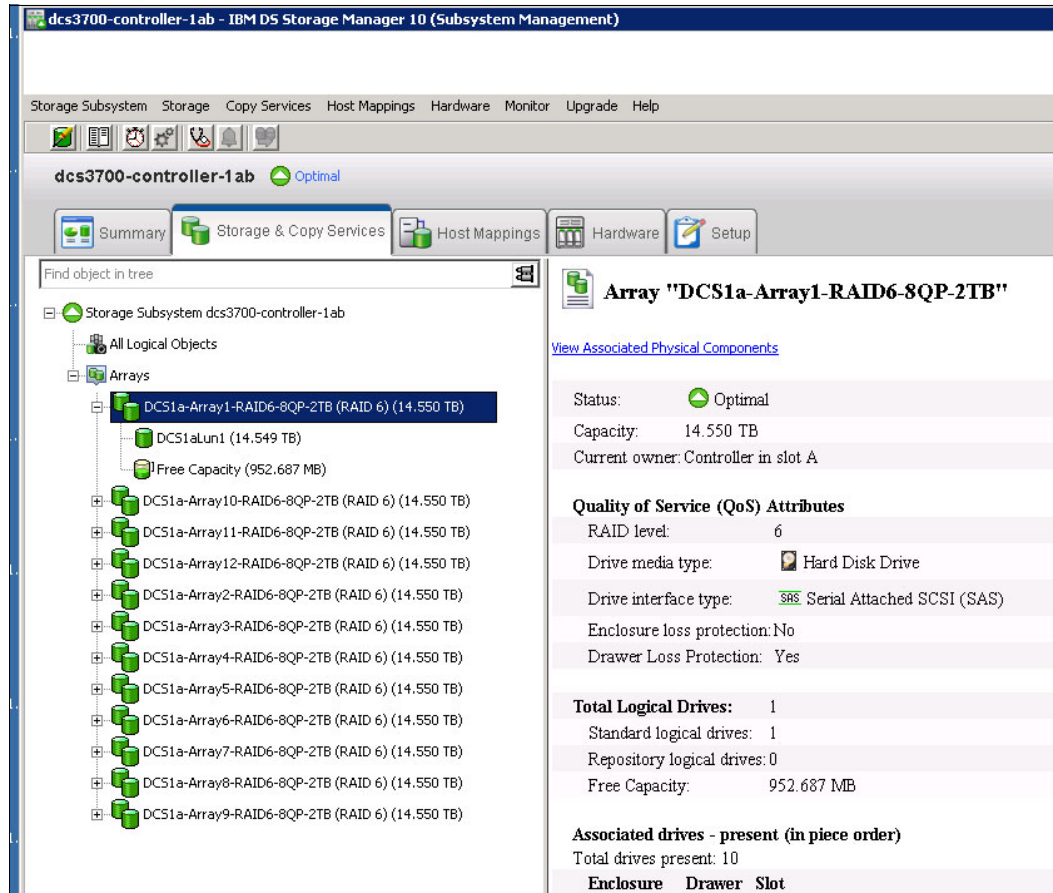 dcs3700-controller-1ab - IBM DS Storage Manager 10 (Subsystem Management)
Storage Subsystem Storage Copy Services Host Mappings Hardware Monitor Upgrade Help
dcs3700-controller-1ab Optimal
Summary Storage & Copy Services Host Mappings Hardware Setup
Find object in tree
Storage Subsystem dcs3700-controller-1ab
All Logical Objects
Arrays
DCS1a-Array1-RAID6-8QP-2TB (RAID 6) (14.550 TB)
DCS1aLun1 (14.549 TB)
Free Capacity (952.687 MB)
DCS1a-Array10-RAID6-8QP-2TB (RAID 6) (14.550 TB)
DCS1a-Array11-RAID6-8QP-2TB (RAID 6) (14.550 TB)
DCS1a-Array12-RAID6-8QP-2TB (RAID 6) (14.550 TB)
DCS1a-Array2-RAID6-8QP-2TB (RAID 6) (14.550 TB)
DCS1a-Array3-RAID6-8QP-2TB (RAID 6) (14.550 TB)
DCS1a-Array4-RAID6-8QP-2TB (RAID 6) (14.550 TB)
DCS1a-Array5-RAID6-8QP-2TB (RAID 6) (14.550 TB)
DCS1a-Array6-RAID6-8QP-2TB (RAID 6) (14.550 TB)
DCS1a-Array7-RAID6-8QP-2TB (RAID 6) (14.550 TB)
DCS1a-Array8-RAID6-8QP-2TB (RAID 6) (14.550 TB)
DCS1a-Array9-RAID6-8QP-2TB (RAID 6) (14.550 TB)
Array "DCS1a-Array1-RAID6-8QP-2TB"
View Associated Physical Components
Status: Optimal
Capacity: 14.550 TB
Current owner: Controller in slot A
Quality of Service (QoS) Attributes
RAID level: 6
Drive media type: Hard Disk Drive
Drive interface type: SAS Serial Attached SCSI (SAS)
Enclosure loss protection: No
Drawer Loss Protection: Yes
Total Logical Drives: 1
Standard logical drives: 1
Repository logical drives: 0
Free Capacity: 952.687 MB
Associated drives - present (in piece order)
Total drives present: 10
Enclosure Drawer Slot